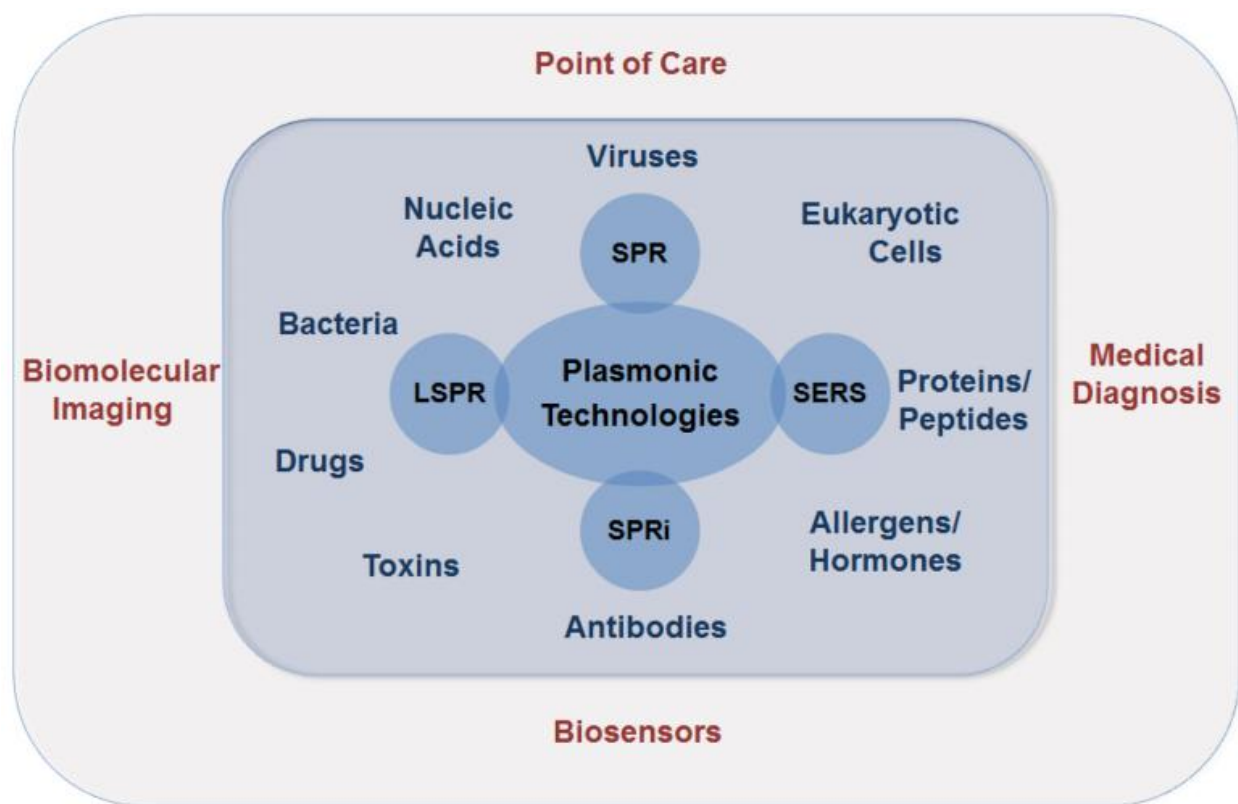 Point of Care
Viruses
Nucleic
Acids
Eukaryotic
Cells
SPR
Bacteria
Biomolecular
Imaging
LSPR
Plasmonic
Technologies
SERS
Proteins/
Peptides
Medical
Diagnosis
Drugs
SPRi
Allergens/
Hormones
Toxins
Antibodies
Biosensors